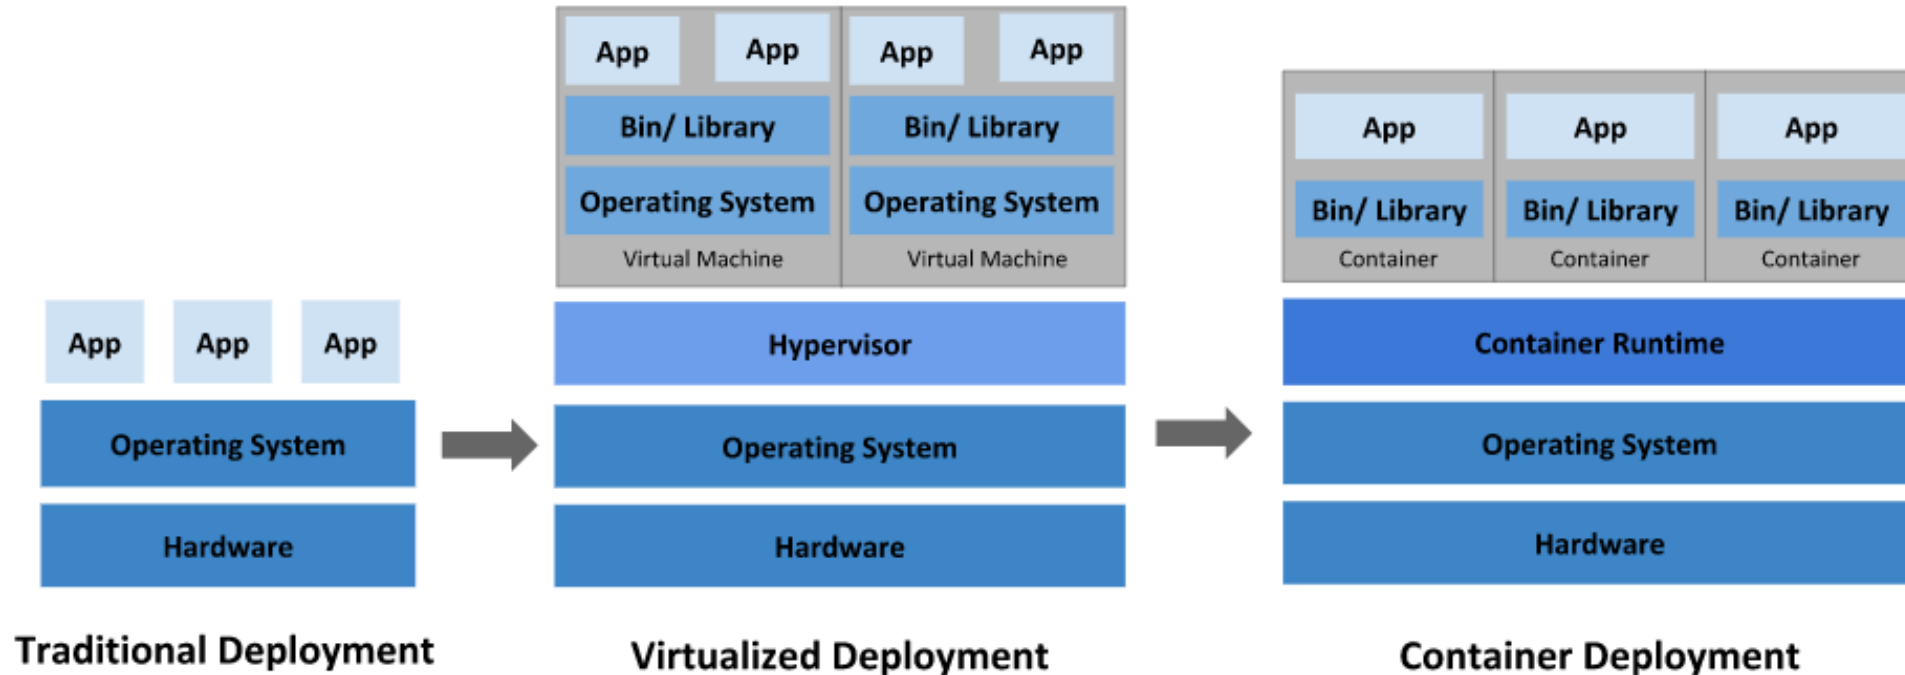 App App App
Operating System
Hardware
Traditional Deployment
App App App App
Bin/ Library Bin/ Library
Operating System Operating System
Virtual Machine Virtual Machine
Hypervisor
Operating System
Hardware
Virtualized Deployment
App App App
Bin/ Library Bin/ Library Bin/ Library
Container Container Container
Container Runtime
Operating System
Hardware
Container Deployment